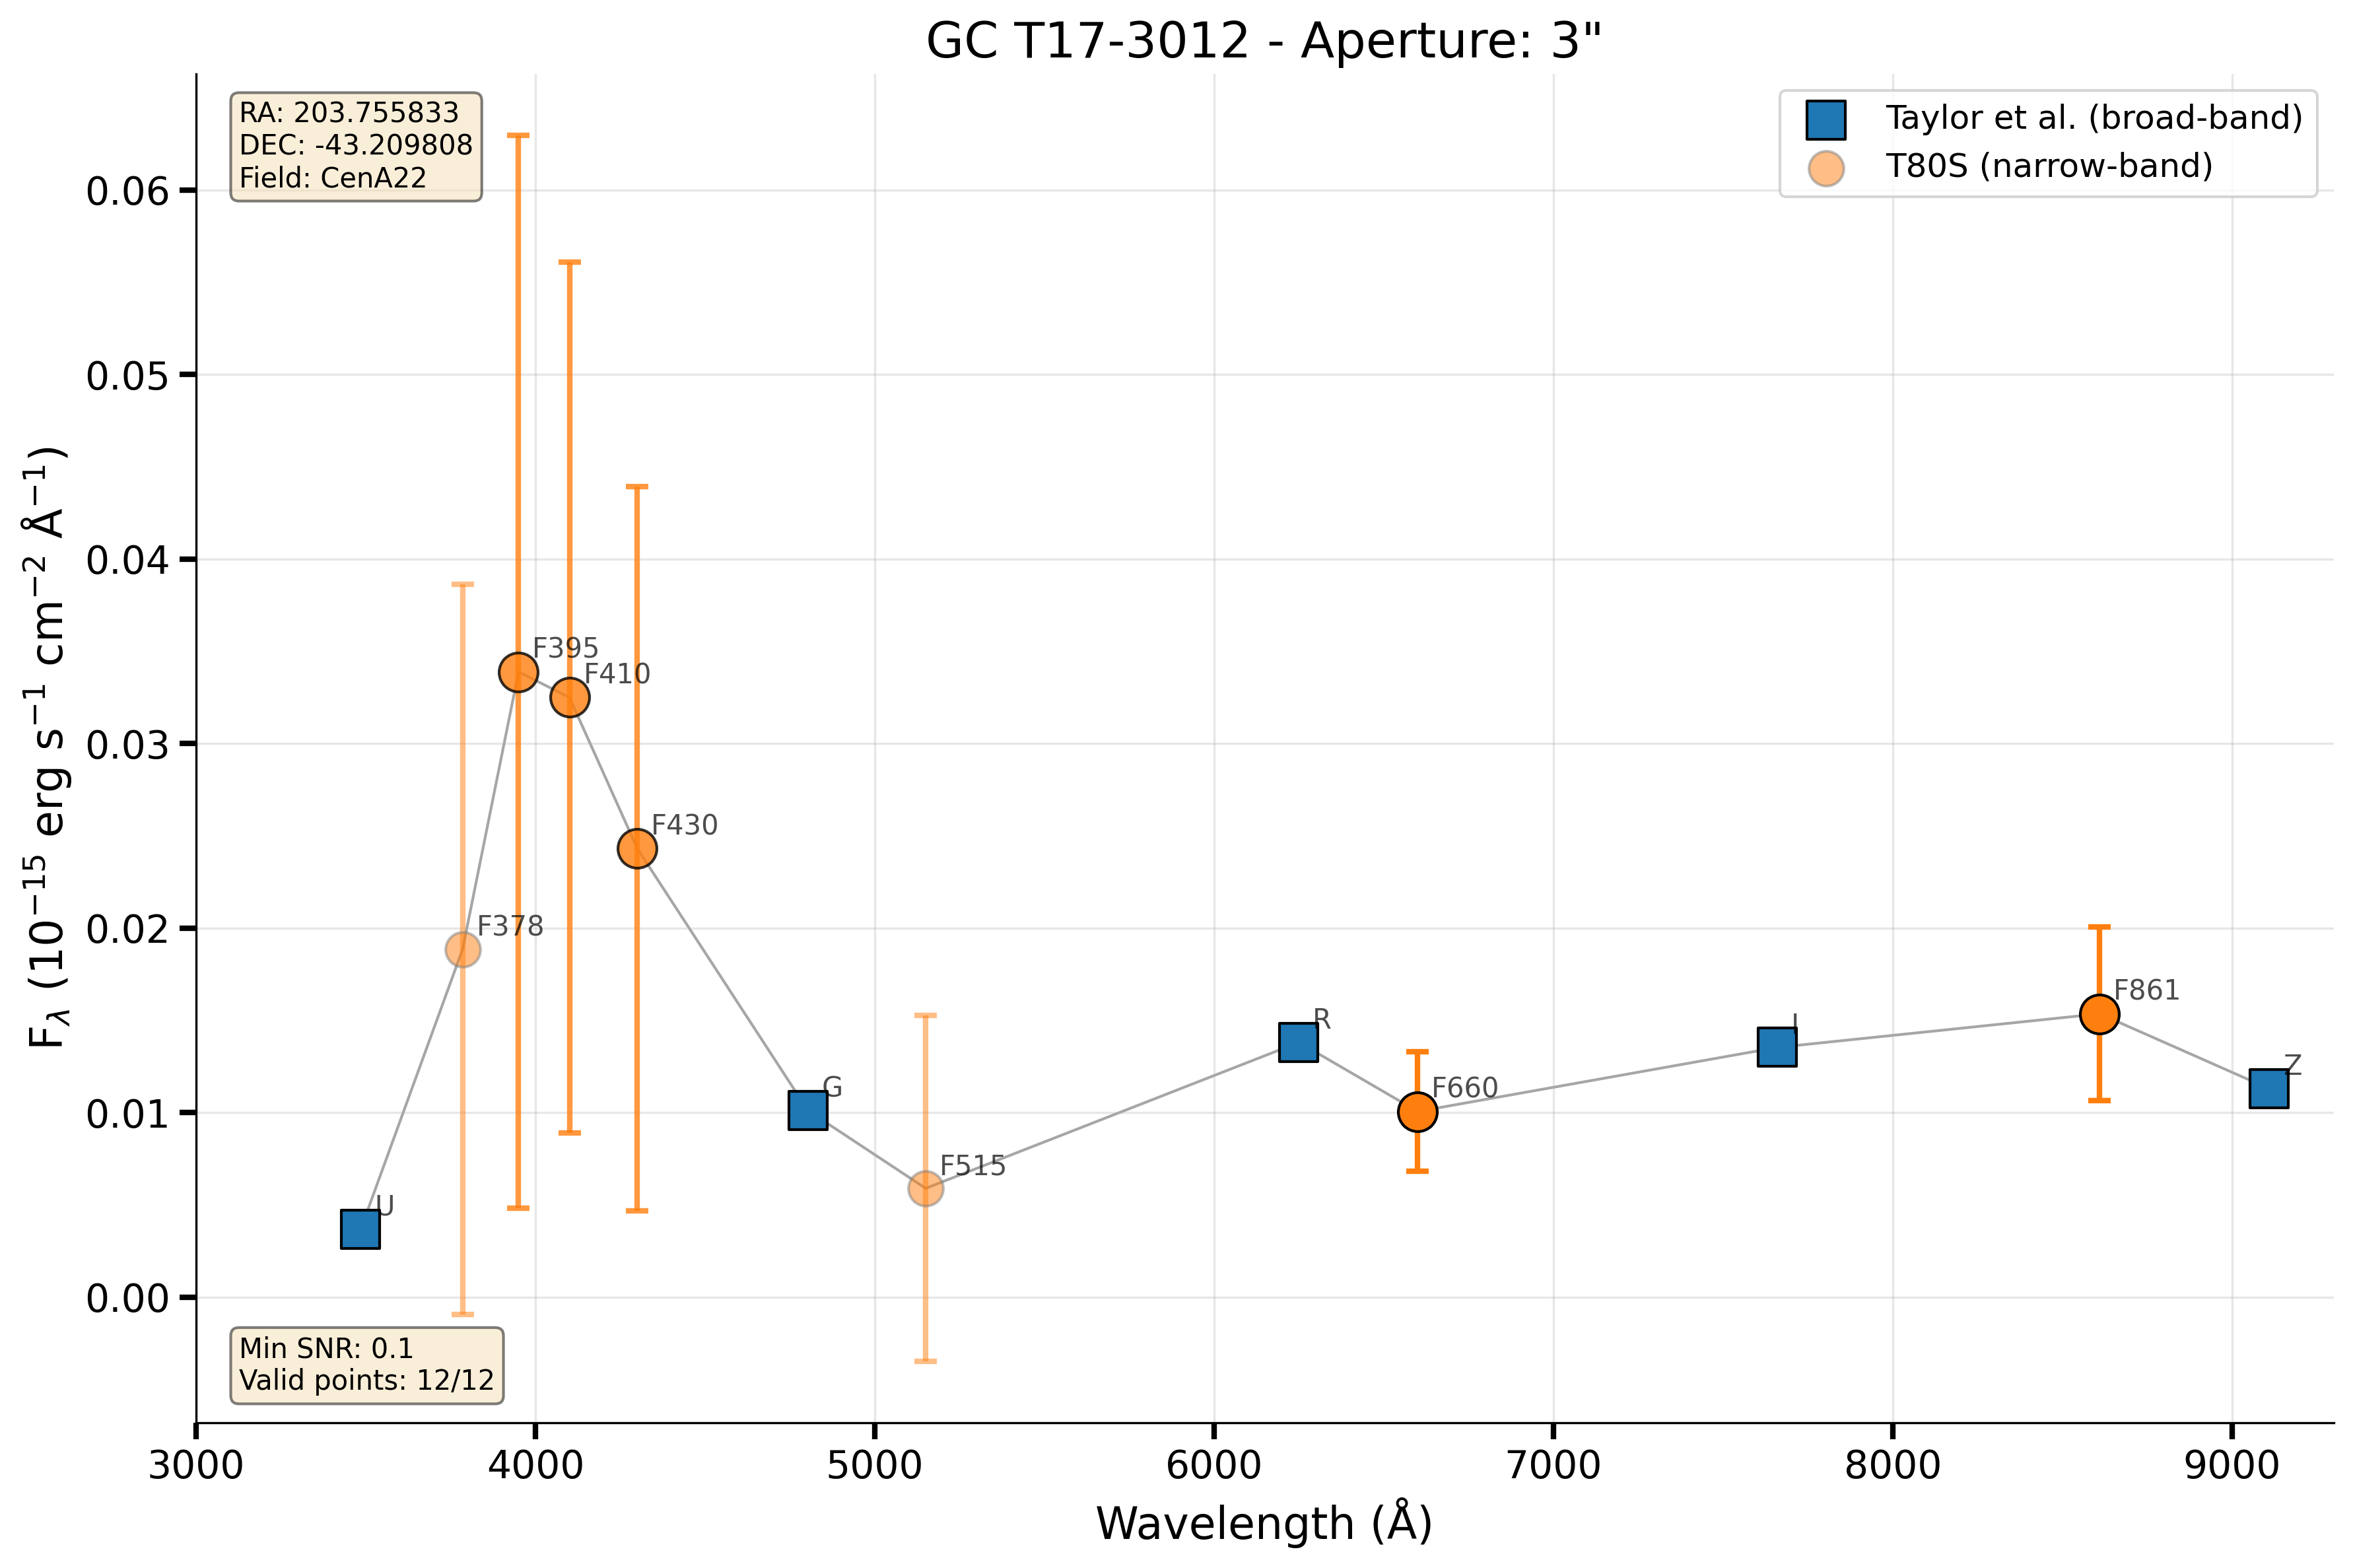 GC T17-3012 - Aperture: 3"
RA: 203.755833
DEC: -43.209808
Field: CenA22
Taylor et al. (broad-band)
T80S (narrow-band)
F_λ (10⁻¹⁵ erg s⁻¹ cm⁻² Å⁻¹)
0.06
0.05
0.04
0.03
0.02
0.01
0.00
U
F378
F395
F410
F430
G
F515
R
F660
I
F861
Z
Min SNR: 0.1
Valid points: 12/12
3000 4000 5000 6000 7000 8000 9000
Wavelength (Å)